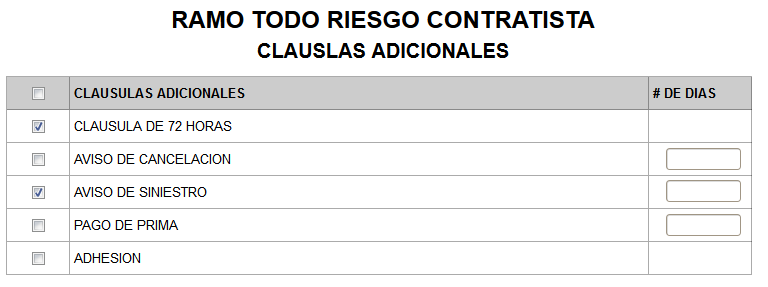 RAMO TODO RIESGO CONTRATISTA
CLAUSLAS ADICIONALES
CLAUSULAS ADICIONALES # DE DIAS
CLAUSULA DE 72 HORAS
AVISO DE CANCELACION
AVISO DE SINIESTRO
PAGO DE PRIMA
ADHESION